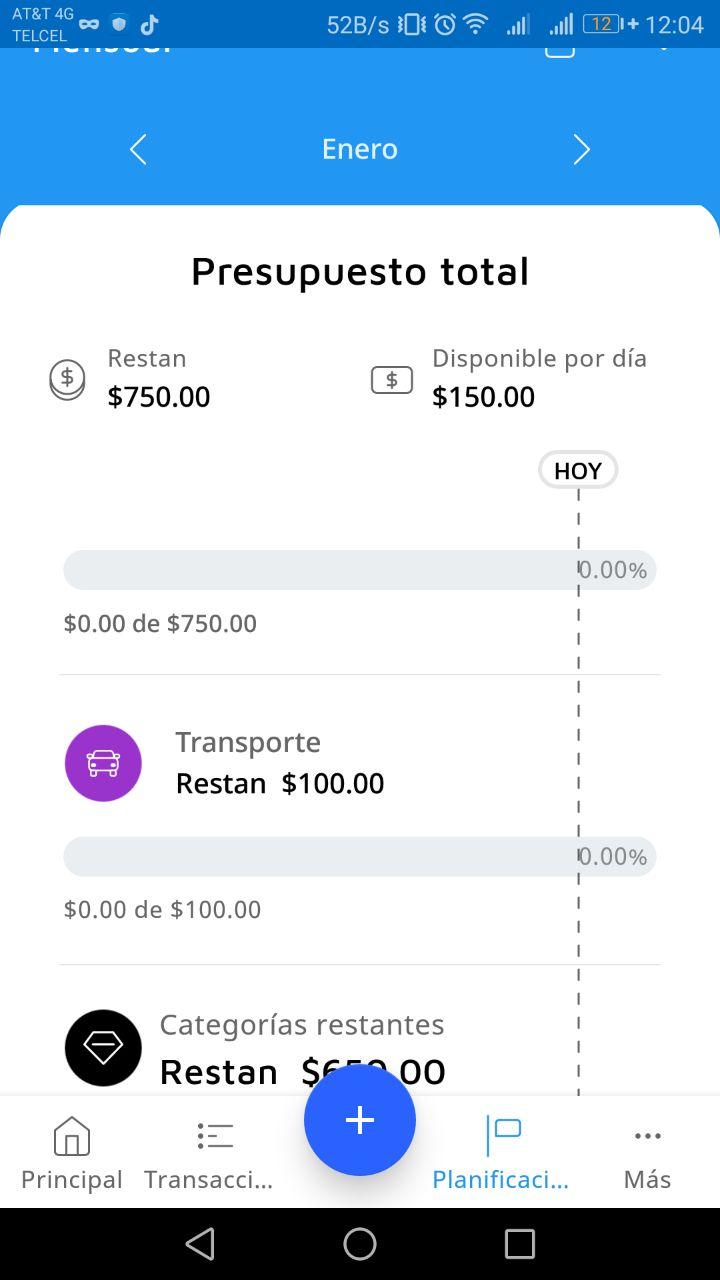 AT&T 4G
TELCEL
52B/s
12
12:04
Enero
Presupuesto total
Restan
$750.00
Disponible por día
$150.00
HOY
0.00%
$0.00 de $750.00
Transporte
Restan $100.00
0.00%
$0.00 de $100.00
Categorías restantes
Restan $650.00
Principal
Transacci...
Planificaci...
Más